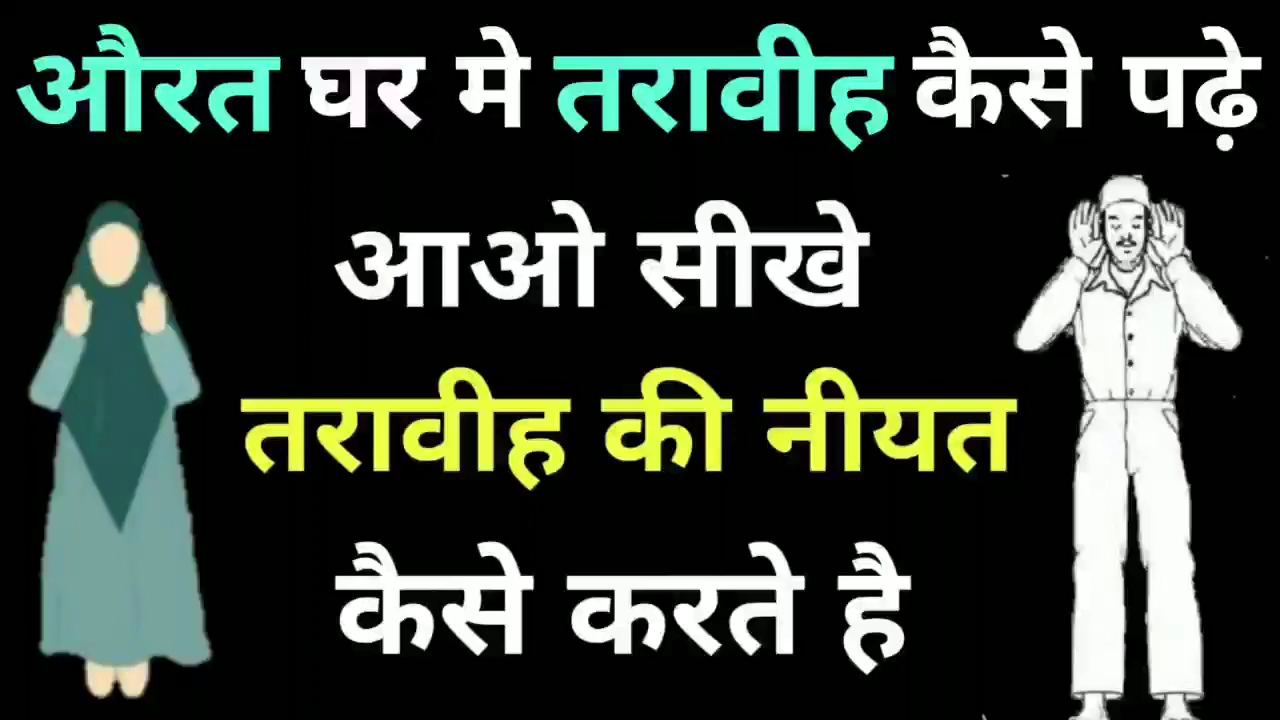 औरत घर मे तरावीह कैसे पढ़े
आओ सीखे
तरावीह की नीयत
कैसे करते है